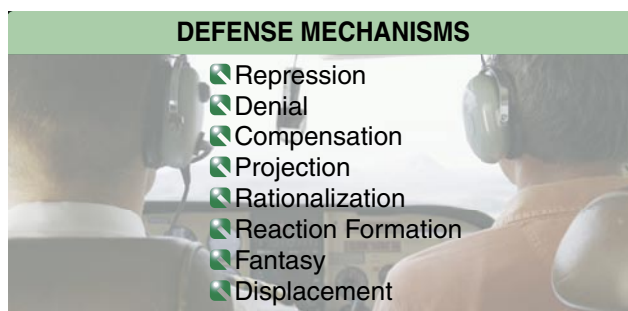 DEFENSE MECHANISMS
Repression
Denial
Compensation
Projection
Rationalization
Reaction Formation
Fantasy
Displacement